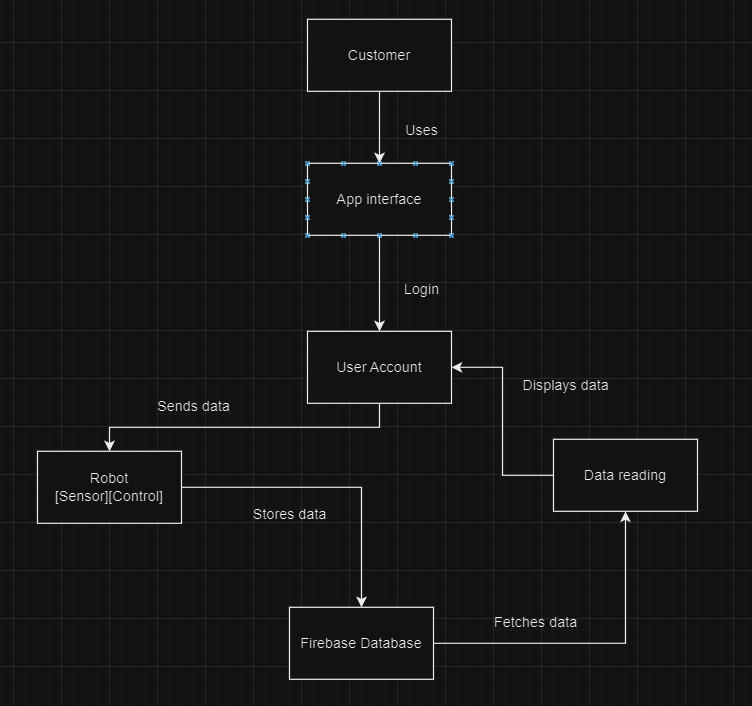 Customer
Uses
App interface
Login
User Account
Displays data
Sends data
Data reading
Robot
[Sensor][Control]
Stores data
Fetches data
Firebase Database